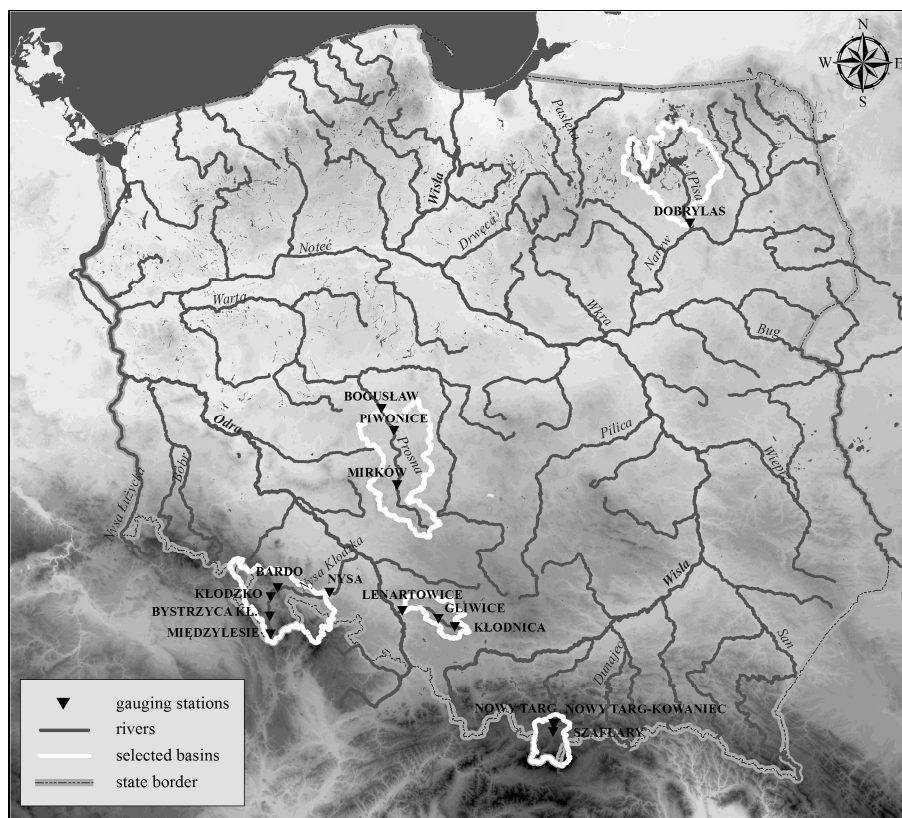 N
W E
S
Pasłęka
Wisła
Pisa
DOBRYLAS
Drwęca
Noteć
Narew
Warta
Wkra
Bug
BOGUSŁAW
PIWONICE
Odra
Prosna
Pilica
MIRKÓW
Bóbr
Wieprz
Nysa Łużycka
Nysa Kłodzka
BARDO
NYSA
KŁODZKO
Wisła
LENARTOWICE
BYSTRZYCA KŁ.
GLIWICE
KŁODNICA
MIĘDZYLESIE
San
Dunajec
NOWY TARG
NOWY TARG-KOWANIEC
SZAFLARY
gauging stations
rivers
selected basins
state border